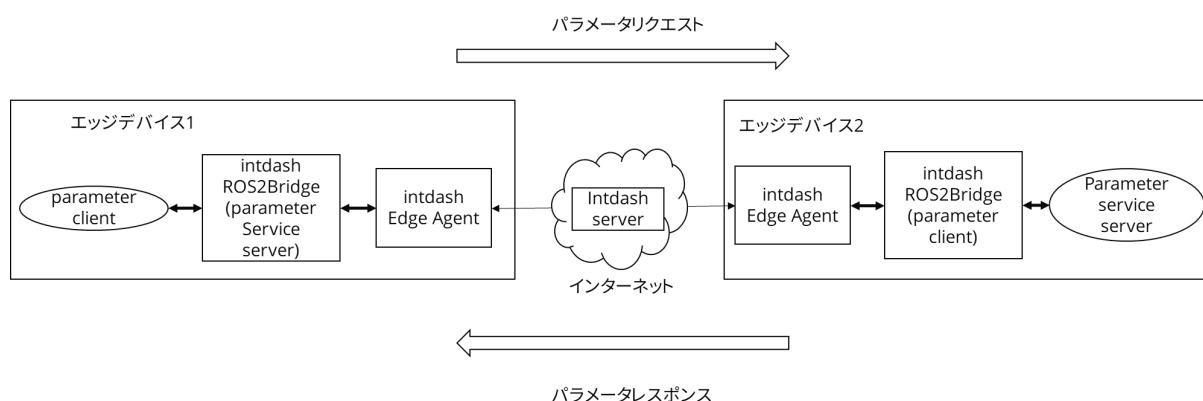 パラメータリクエスト
エッジデバイス1
parameter
client
intdash
ROS2Bridge
(parameter
Service
server)
intdash
Edge Agent
Intdash
server
インターネット
エッジデバイス2
intdash
Edge Agent
intdash
ROS2Bridge
(parameter
client)
Parameter
service
server
パラメータレスポンス